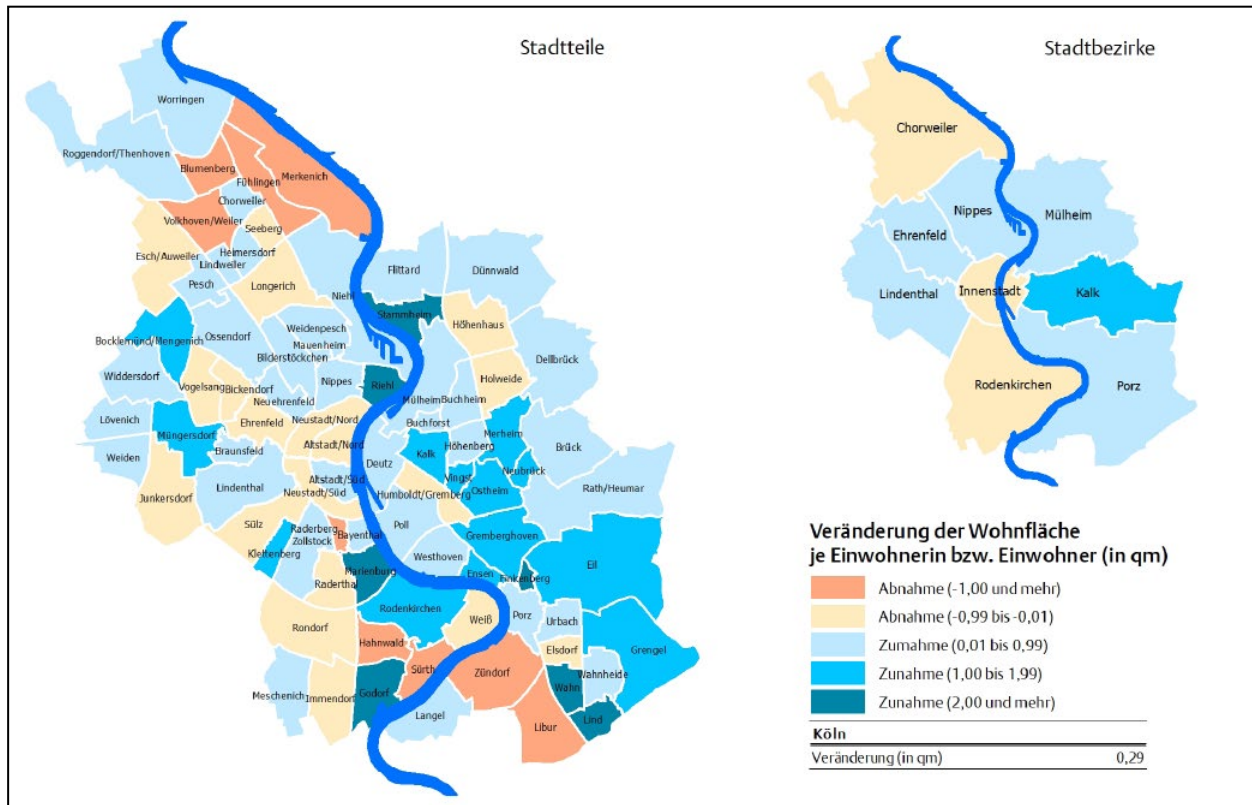 Stadtteile
Stadtbezirke
Worringen
Roggendorf/Thenhoven
Blumenberg
Merkenich
Fühlingen
Chorweiler
Volkhoven/Weiler
Seeberg
Esch/Auweiler
Heimersdorf
Lindweiler
Pesch
Longerich
Flittard
Dünnwald
Niehl
Stammheim
Höhenhaus
Bocklemünd/Mengenich
Ossendorf
Weidenpesch
Mauenheim
Bilderstöckchen
Dellbrück
Widdersdorf
Vogelsang
Bickendorf
Nippes
Riehl
Holweide
Neuehrenfeld
Mülheim
Buchheim
Lövenich
Ehrenfeld
Neustadt/Nord
Buchforst
Müngersdorf
Altstadt/Nord
Kalk
Höhenberg
Merheim
Brück
Weiden
Braunsfeld
Deutz
Vingst
Neubrück
Lindenthal
Altstadt/Süd
Neustadt/Süd
Humboldt/Gremberg
Ostheim
Rath/Heumar
Junkersdorf
Sülz
Raderberg
Zollstock
Bayenthal
Poll
Gremberghoven
Klettenberg
Westhoven
Marienburg
Raderthal
Ensen
Finkenberg
Eil
Rodenkirchen
Rondorf
Weiß
Porz
Urbach
Hahnwald
Elsdorf
Grengel
Sürth
Zündorf
Wahn
Wahnheide
Meschenich
Immendorf
Godorf
Langel
Libur
Lind
Chorweiler
Nippes
Mülheim
Ehrenfeld
Lindenthal
Innenstadt
Kalk
Rodenkirchen
Porz
Veränderung der Wohnfläche
je Einwohnerin bzw. Einwohner (in qm)
Abnahme (-1,00 und mehr)
Abnahme (-0,99 bis -0,01)
Zumahme (0,01 bis 0,99)
Zunahme (1,00 bis 1,99)
Zunahme (2,00 und mehr)
Köln
Veränderung (in qm) 0,29